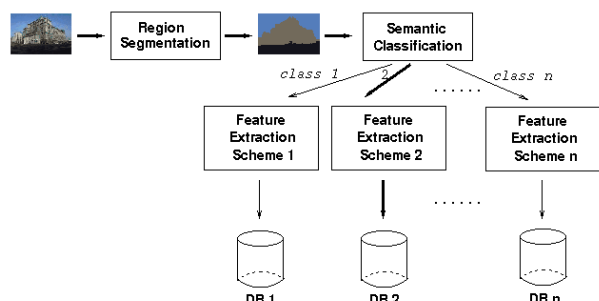 Region
Segmentation
Semantic
Classification
class 1
2
class n
......
Feature
Extraction
Scheme 1
Feature
Extraction
Scheme 2
Feature
Extraction
Scheme n
......
DB 1
DB 2
DB n